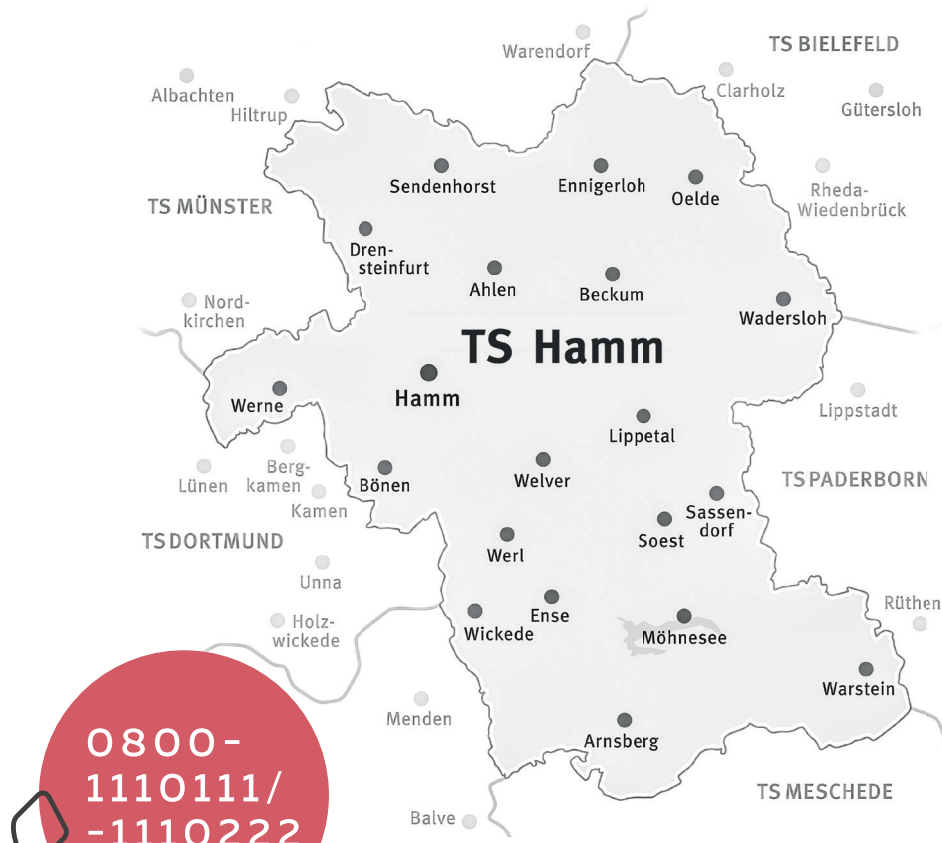 Warendorf
TS BIELEFELD
Albachten
Hiltrup
Clarholz
Gütersloh
Sendenhorst
Ennigerloh
Oelde
Rheda-
Wiedenbrück
TS MÜNSTER
Dren-
steinfurt
Ahlen
Beckum
Nord-
kirchen
Wadersloh
TS Hamm
Hamm
Werne
Lippstadt
Lippetal
Lünen
Berg-
kamen
Kamen
Bönen
Welver
TS PADERBORN
Sassen-
dorf
Soest
TS DORTMUND
Werl
Unna
Rüthen
Holz-
wickede
Wickede
Ense
Möhnesee
Warstein
Menden
Arnsberg
TS MESCHEDE
Balve
0800-
1110111/
-1110222